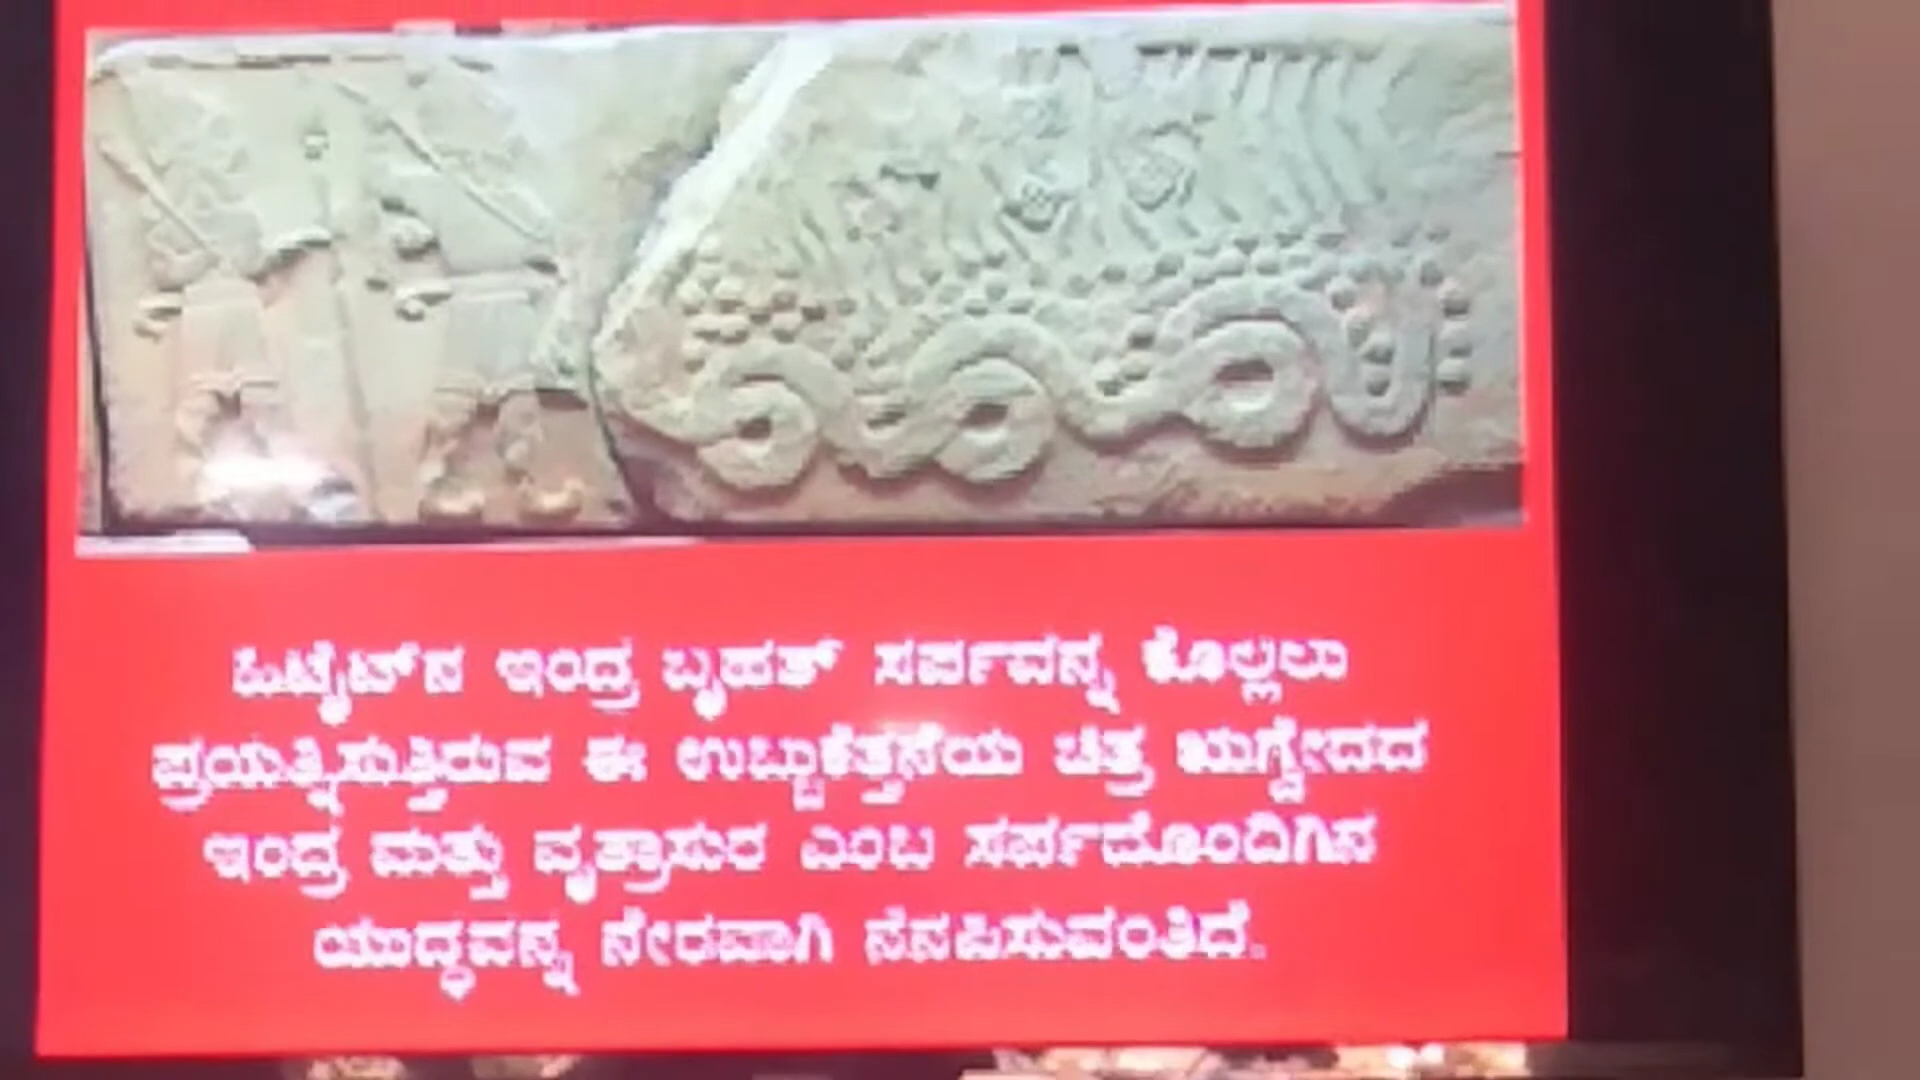 ಹಿಟೈಟ್‌ನ ಇಂದ್ರ ಬೃಹತ್ ಸರ್ಪವನ್ನ ಕೊಲ್ಲಲು
ಪ್ರಯತ್ನಿಸುತ್ತಿರುವ ಈ ಉಬ್ಬುಕೆತ್ತನೆಯ ಚಿತ್ರ ಋಗ್ವೇದದ
ಇಂದ್ರ ಮತ್ತು ವೃತ್ರಾಸುರ ಎಂಬ ಸರ್ಪದೊಂದಿಗಿನ
ಯುದ್ಧವನ್ನ ನೇರವಾಗಿ ನೆನಪಿಸುವಂತಿದೆ.